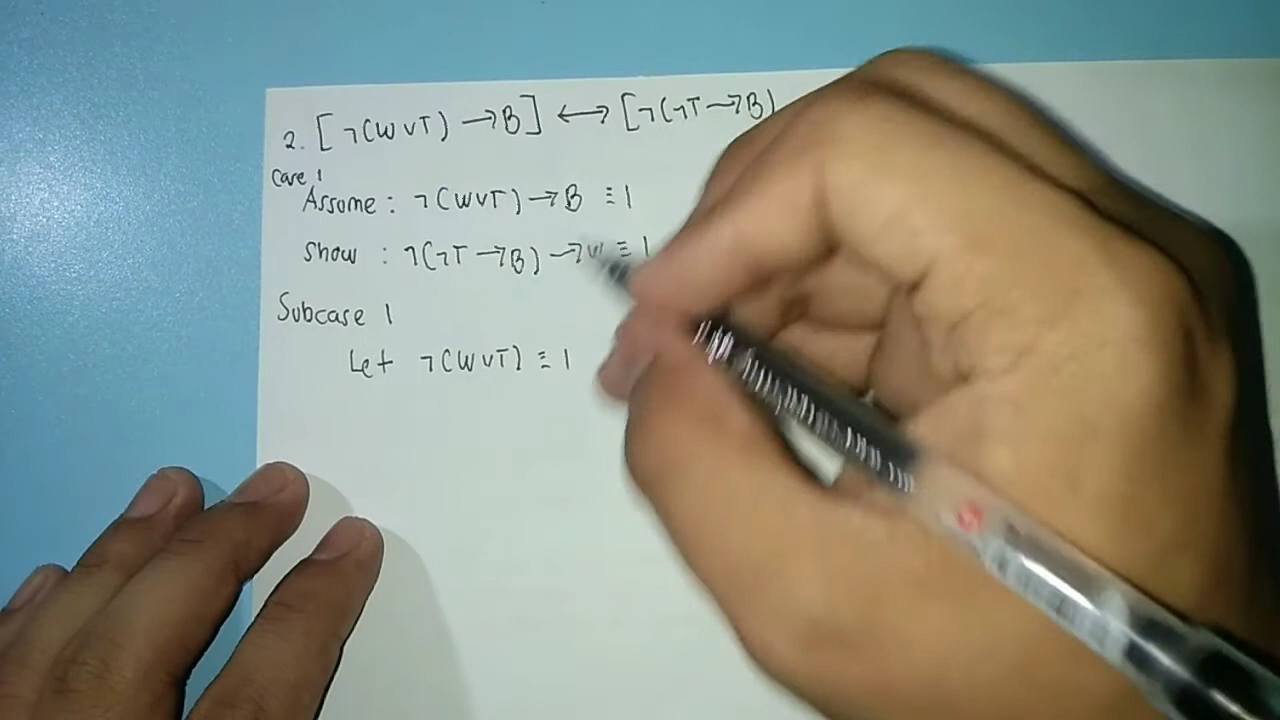 2. [¬(W∨T) → B] ↔ [¬(¬T → B)
Case 1
Assume : ¬(W∨T) → B ≡ 1
Show : ¬(¬T → B) → W ≡ 1
Subcase 1
Let ¬(W∨T) ≡ 1